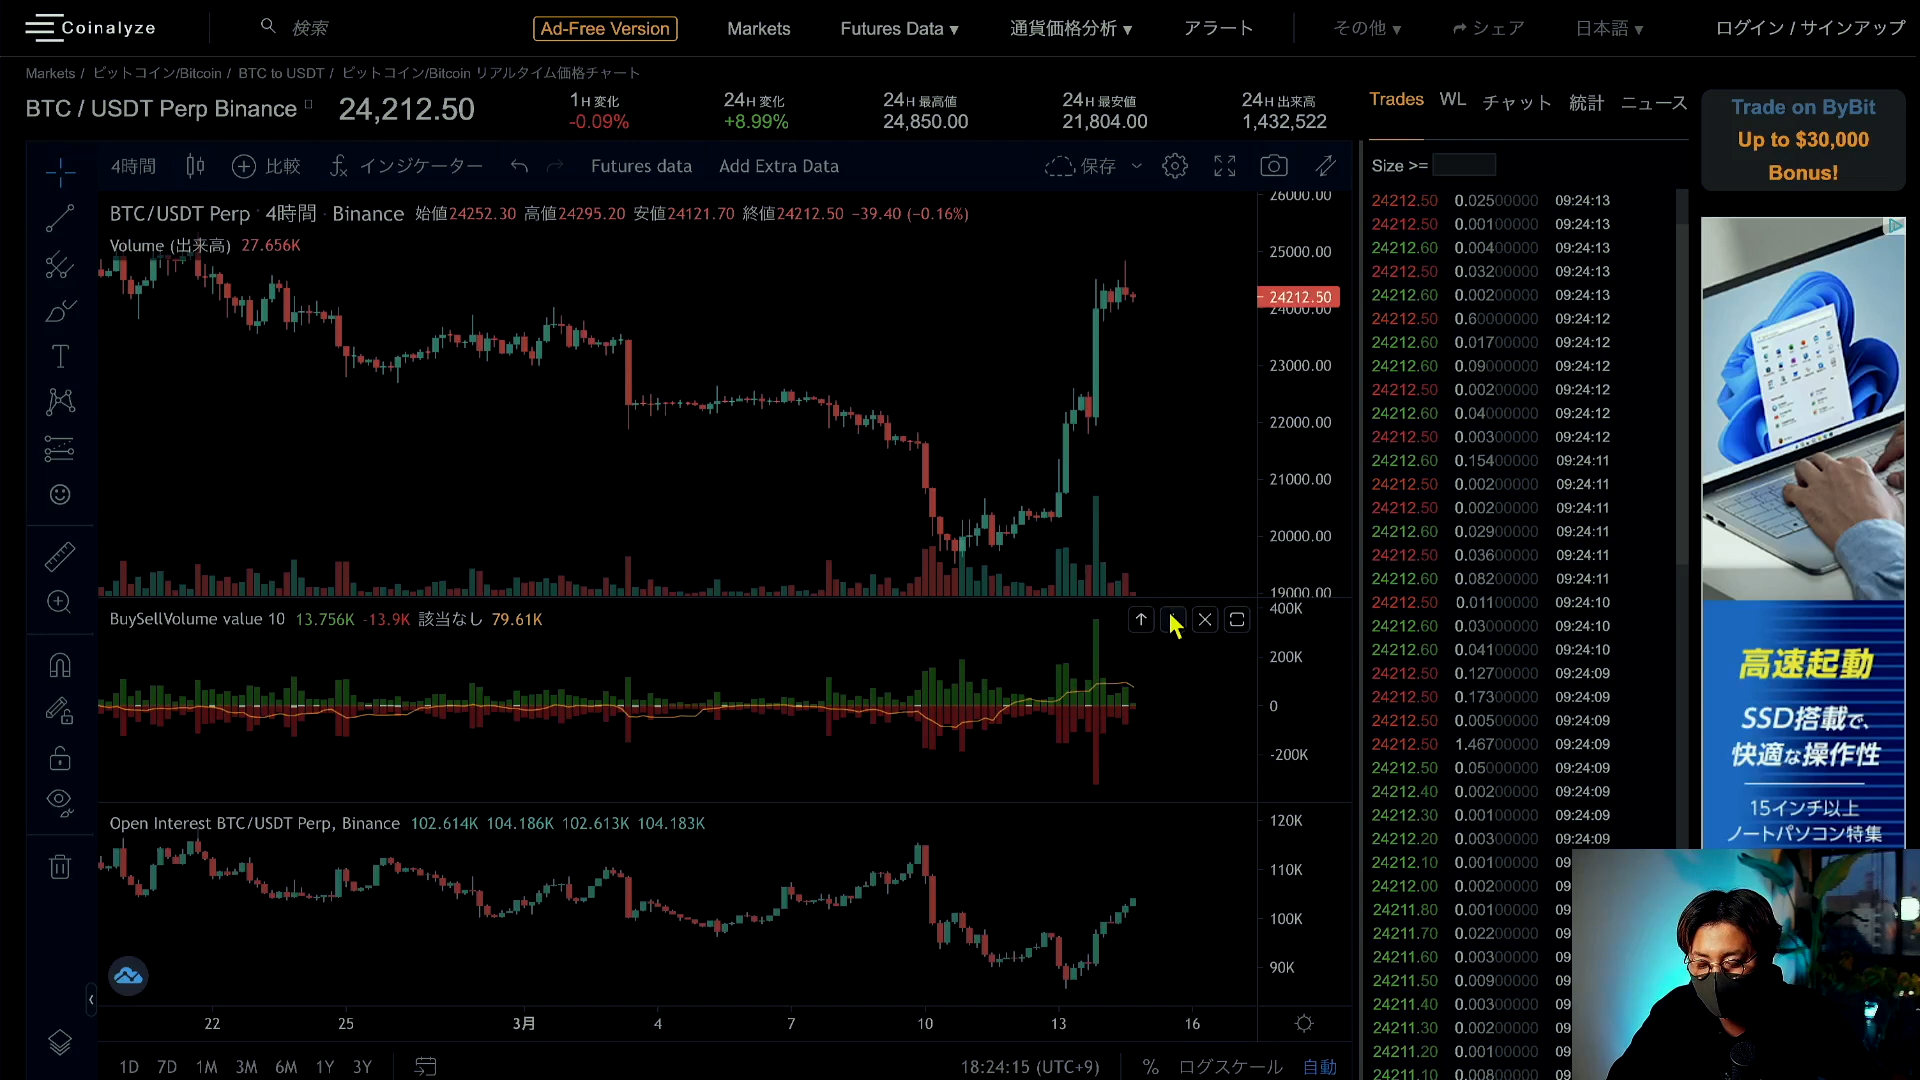 Coinalyze
検索
Ad-Free Version
Markets
Futures Data ▾
通貨価格分析 ▾
アラート
その他 ▾
シェア
日本語 ▾
ログイン / サインアップ
Markets / ビットコイン/Bitcoin / BTC to USDT / ビットコイン/Bitcoin リアルタイム価格チャート
BTC / USDT Perp Binance
24,212.50
1H 変化
-0.09%
24H 変化
+8.99%
24H 最高値
24,850.00
24H 最安値
21,804.00
24H 出来高
1,432,522
Trades WL チャット 統計 ニュース
Size >=
4時間
比較
インジケーター
Futures data
Add Extra Data
保存
BTC/USDT Perp · 4時間 · Binance 始値24252.30 高値24295.20 安値24121.70 終値24212.50 −39.40 (−0.16%)
Volume (出来高) 27.656K
26000.00
25000.00
24212.50
24000.00
23000.00
22000.00
21000.00
20000.00
19000.00
BuySellVolume value 10 13.756K -13.9K 該当なし 79.61K
400K
200K
0
-200K
Open Interest BTC/USDT Perp, Binance 102.614K 104.186K 102.613K 104.183K
120K
110K
100K
90K
22 25 3月 4 7 10 13 16
1D 7D 1M 3M 6M 1Y 3Y
18:24:15 (UTC+9)
%
ログスケール
自動
24212.50 0.02500000 09:24:13
24212.50 0.00100000 09:24:13
24212.60 0.00400000 09:24:13
24212.50 0.03200000 09:24:13
24212.60 0.00200000 09:24:13
24212.50 0.60000000 09:24:12
24212.60 0.01700000 09:24:12
24212.60 0.09000000 09:24:12
24212.50 0.00200000 09:24:12
24212.60 0.04000000 09:24:12
24212.50 0.00300000 09:24:12
24212.60 0.15400000 09:24:11
24212.50 0.00200000 09:24:11
24212.50 0.00200000 09:24:11
24212.60 0.02900000 09:24:11
24212.50 0.03600000 09:24:11
24212.60 0.08200000 09:24:11
24212.50 0.01100000 09:24:10
24212.60 0.03000000 09:24:10
24212.60 0.04100000 09:24:10
24212.50 0.12700000 09:24:09
24212.50 0.17300000 09:24:09
24212.50 0.00500000 09:24:09
24212.50 1.46700000 09:24:09
24212.50 0.05000000 09:24:09
24212.40 0.00200000 09:24:09
24212.30 0.00100000 09:24:09
24212.20 0.00300000 09:24:09
24212.10 0.00100000 09
24212.00 0.00200000 09
24211.80 0.00100000 09
24211.70 0.02200000 09
24211.60 0.00300000 09
24211.50 0.00900000 09
24211.40 0.00300000 09
24211.30 0.00200000 09
24211.20 0.00100000 09
24211.10 0.00800000 09
Trade on ByBit
Up to $30,000
Bonus!
高速起動
SSD搭載で、
快適な操作性
15インチ以上
ノートパソコン特集